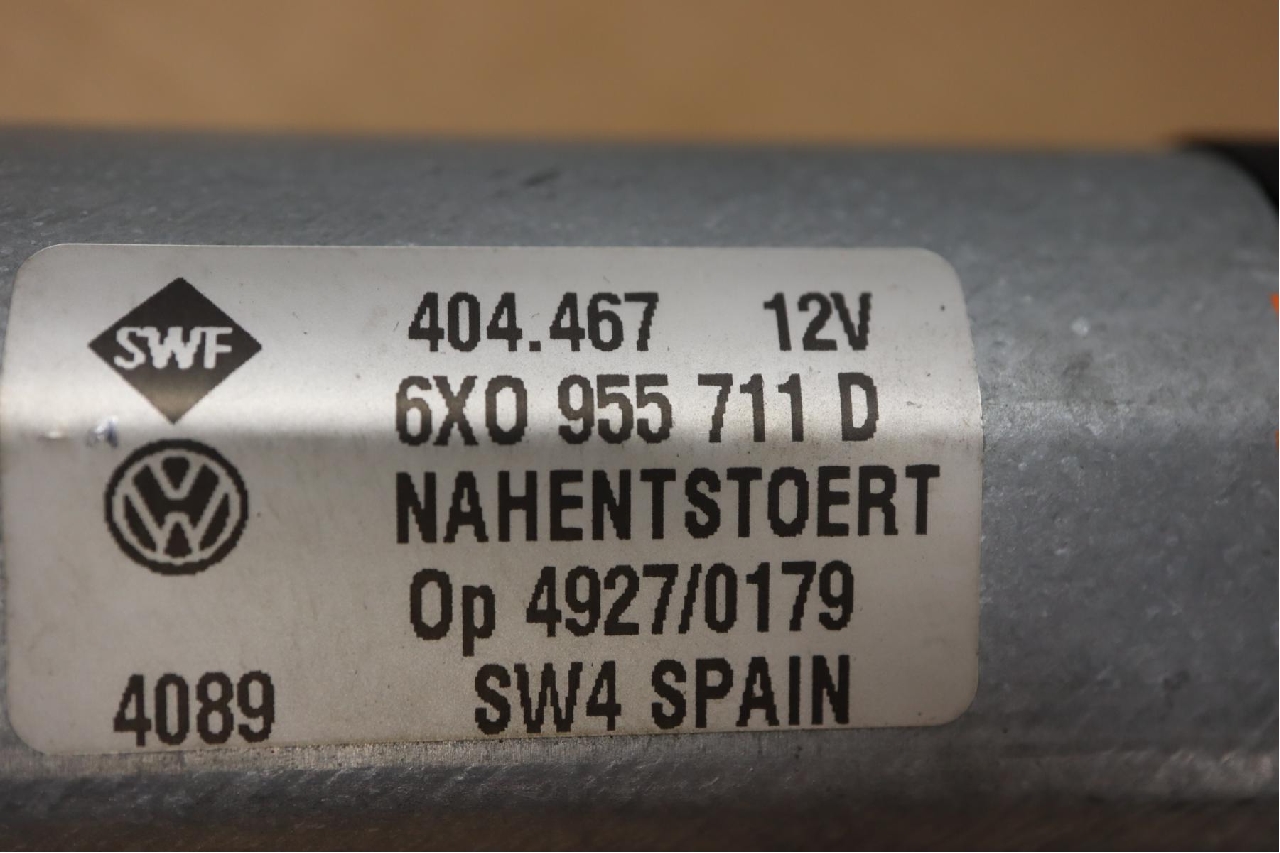 SWF 404.467 12V
6X0 955 711 D
NAHENTSTOERT
Op 4927/0179
4089 SW4 SPAIN